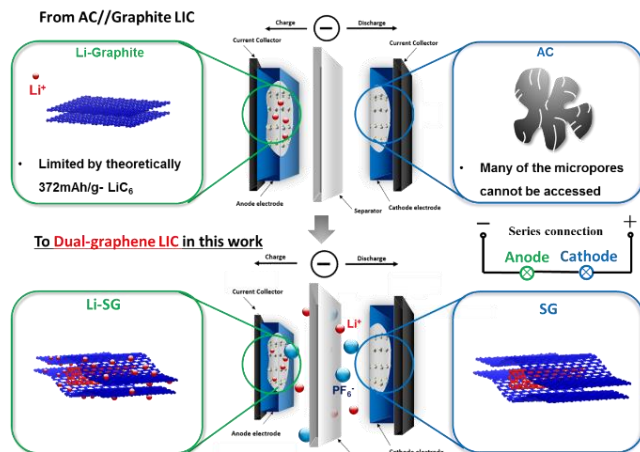 From AC//Graphite LIC
Charge
Discharge
Current Collector
Current Collector
Li-Graphite
AC
Li⁺
• Limited by theoretically
372mAh/g- LiC₆
• Many of the micropores
cannot be accessed
Anode electrode
Separator
Cathode electrode
To Dual-graphene LIC in this work
Series connection
− +
Anode Cathode
Charge
Discharge
Current Collector
Li-SG
SG
Li⁺
PF₆⁻
Anode electrode
Cathode electrode